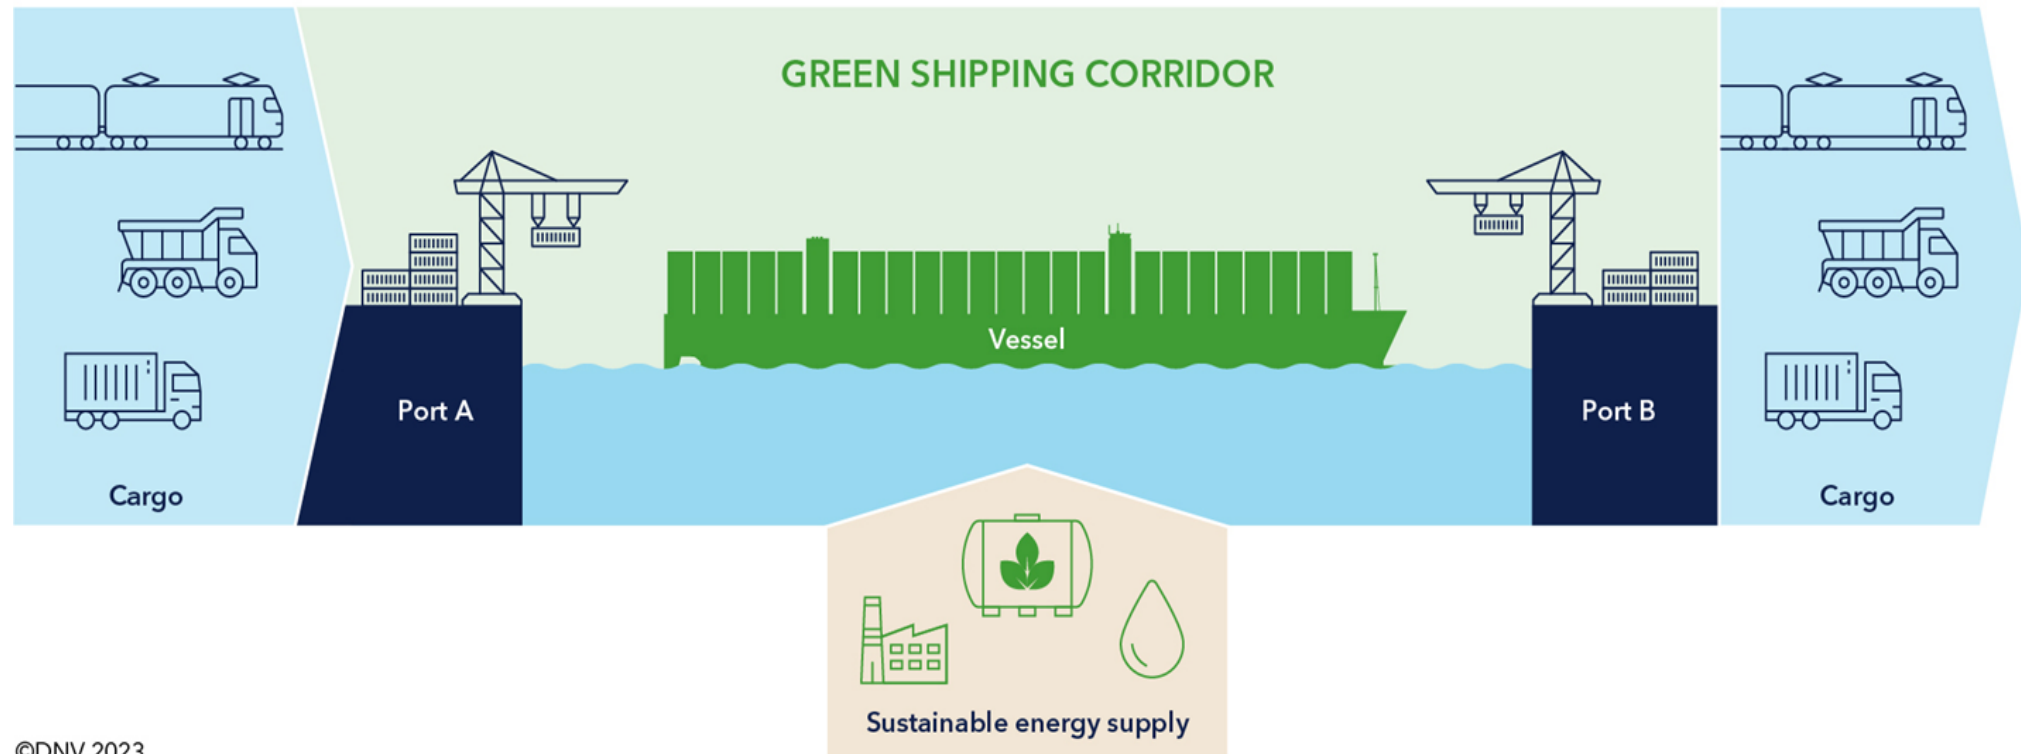 GREEN SHIPPING CORRIDOR
Vessel
Port A
Port B
Cargo
Cargo
Sustainable energy supply
©DNV 2023